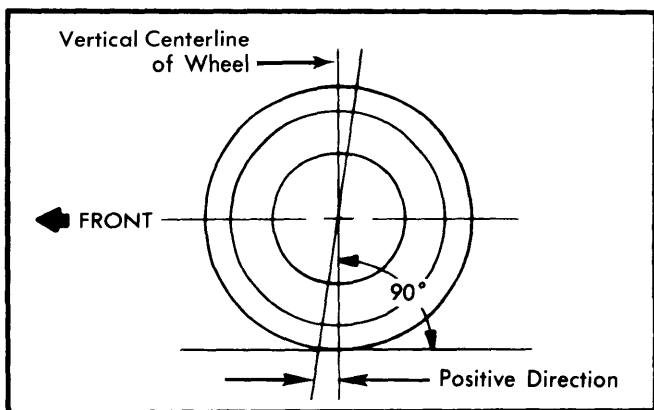 Vertical Centerline
of Wheel
FRONT
90°
Positive Direction